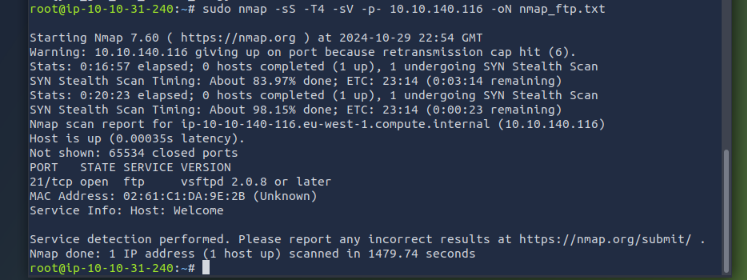 root@ip-10-10-31-240:~# sudo nmap -sS -T4 -sV -p- 10.10.140.116 -oN nmap_ftp.txt
Starting Nmap 7.60 ( https://nmap.org ) at 2024-10-29 22:54 GMT
Warning: 10.10.140.116 giving up on port because retransmission cap hit (6).
Stats: 0:16:57 elapsed; 0 hosts completed (1 up), 1 undergoing SYN Stealth Scan
SYN Stealth Scan Timing: About 83.97% done; ETC: 23:14 (0:03:14 remaining)
Stats: 0:20:23 elapsed; 0 hosts completed (1 up), 1 undergoing SYN Stealth Scan
SYN Stealth Scan Timing: About 98.15% done; ETC: 23:14 (0:00:23 remaining)
Nmap scan report for ip-10-10-140-116.eu-west-1.compute.internal (10.10.140.116)
Host is up (0.00035s latency).
Not shown: 65534 closed ports
PORT   STATE SERVICE VERSION
21/tcp open  ftp     vsftpd 2.0.8 or later
MAC Address: 02:61:C1:DA:9E:2B (Unknown)
Service Info: Host: Welcome
Service detection performed. Please report any incorrect results at https://nmap.org/submit/ .
Nmap done: 1 IP address (1 host up) scanned in 1479.74 seconds
root@ip-10-10-31-240:~#